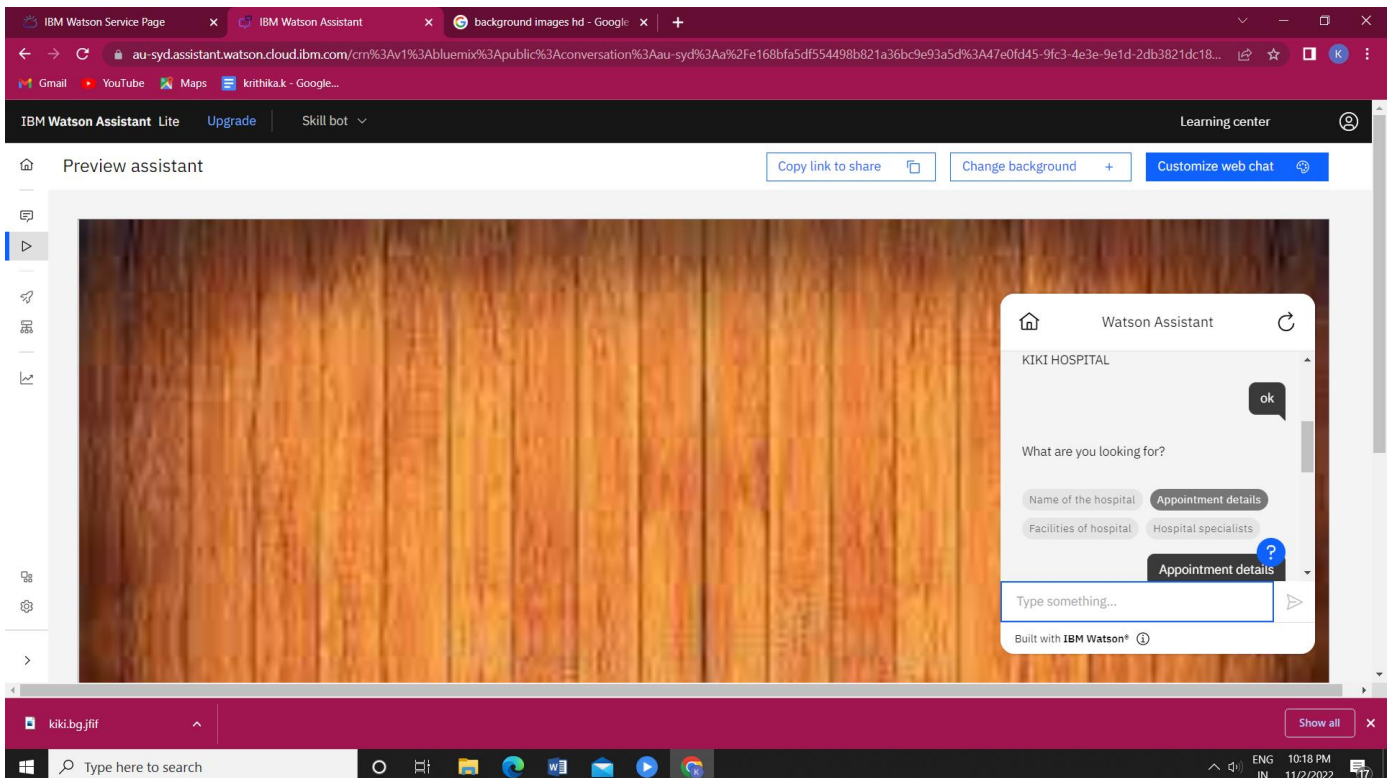 IBM Watson Service Page
IBM Watson Assistant
background images hd - Google
au-syd.assistant.watson.cloud.ibm.com/crn%3Av1%3Abluemix%3Apublic%3Aconversation%3Aau-syd%3Aa%2Fe168bfa5df554498b821a36bc9e93a5d%3A47e0fd45-9fc3-4e3e-9e1d-2db3821dc18...
K
Gmail YouTube Maps krithika.k - Google...
IBM Watson Assistant Lite Upgrade Skill bot Learning center
Preview assistant Copy link to share Change background + Customize web chat
Watson Assistant
KIKI HOSPITAL
ok
What are you looking for?
Name of the hospital Appointment details
Facilities of hospital Hospital specialists
?
Appointment details
Type something...
Built with IBM Watson®
kiki.bg.jfif Show all
Type here to search
ENG 10:18 PM
IN 11/2/2022 17